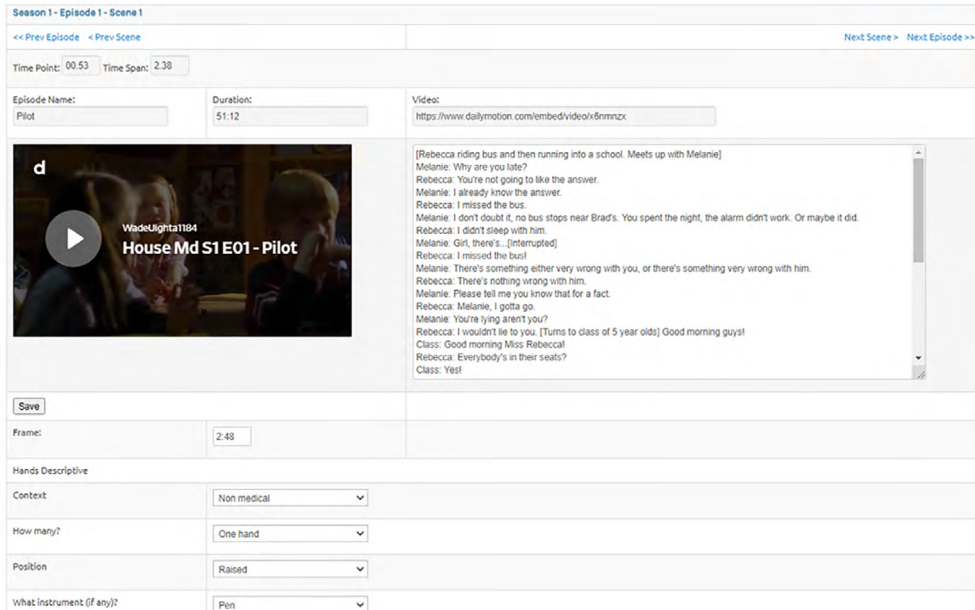 Season 1 - Episode 1 - Scene 1
<< Prev Episode < Prev Scene Next Scene > Next Episode >>
Time Point: 00.53 Time Span: 2.38
Episode Name: Duration: Video:
Pilot 51:12 https://www.dailymotion.com/embed/video/x6nmnzx
d
WadeUighta1184
House Md S1 E01 - Pilot
[Rebecca riding bus and then running into a school. Meets up with Melanie]
Melanie: Why are you late?
Rebecca: You're not going to like the answer.
Melanie: I already know the answer.
Rebecca: I missed the bus.
Melanie: I don't doubt it, no bus stops near Brad's. You spent the night, the alarm didn't work. Or maybe it did.
Rebecca: I didn't sleep with him.
Melanie: Girl, there's...[Interrupted]
Rebecca: I missed the bus!
Melanie: There's something either very wrong with you, or there's something very wrong with him.
Rebecca: There's nothing wrong with him.
Melanie: Please tell me you know that for a fact.
Rebecca: Melanie, I gotta go.
Melanie: You're lying aren't you?
Rebecca: I wouldn't lie to you. [Turns to class of 5 year olds] Good morning guys!
Class: Good morning Miss Rebecca!
Rebecca: Everybody's in their seats?
Class: Yes!
Save
Frame: 2:48
Hands Descriptive
Context Non medical
How many? One hand
Position Raised
What instrument (if any)? Pen